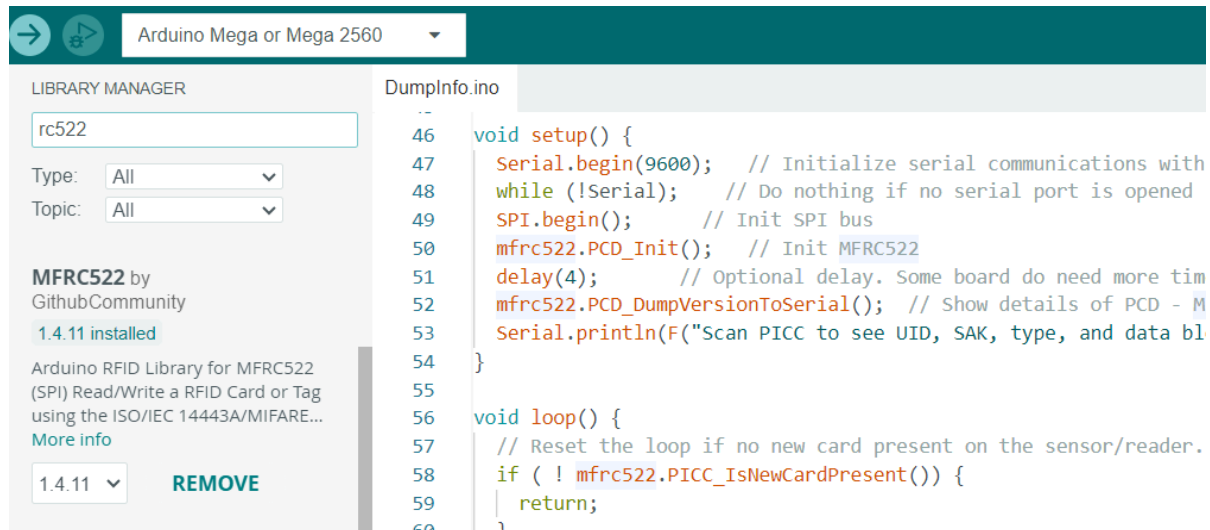 Arduino Mega or Mega 2560
LIBRARY MANAGER
rc522
Type: All
Topic: All
MFRC522 by
GithubCommunity
1.4.11 installed
Arduino RFID Library for MFRC522
(SPI) Read/Write a RFID Card or Tag
using the ISO/IEC 14443A/MIFARE...
More info
1.4.11 REMOVE
DumpInfo.ino
46 void setup() {
47 Serial.begin(9600); // Initialize serial communications with
48 while (!Serial); // Do nothing if no serial port is opened
49 SPI.begin(); // Init SPI bus
50 mfrc522.PCD_Init(); // Init MFRC522
51 delay(4); // Optional delay. Some board do need more tim
52 mfrc522.PCD_DumpVersionToSerial(); // Show details of PCD - M
53 Serial.println(F("Scan PICC to see UID, SAK, type, and data bl
54 }
55
56 void loop() {
57 // Reset the loop if no new card present on the sensor/reader.
58 if ( ! mfrc522.PICC_IsNewCardPresent()) {
59 return;